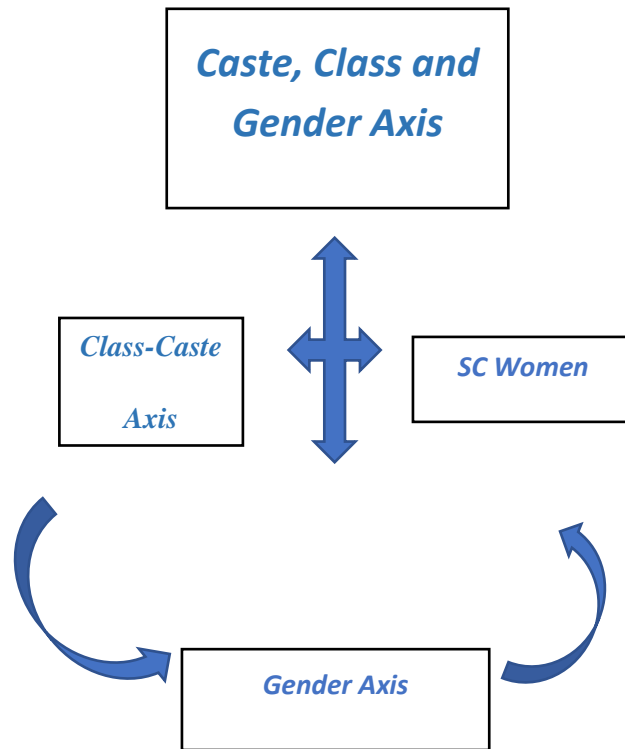 Caste, Class and
Gender Axis
Class-Caste
Axis
SC Women
Gender Axis